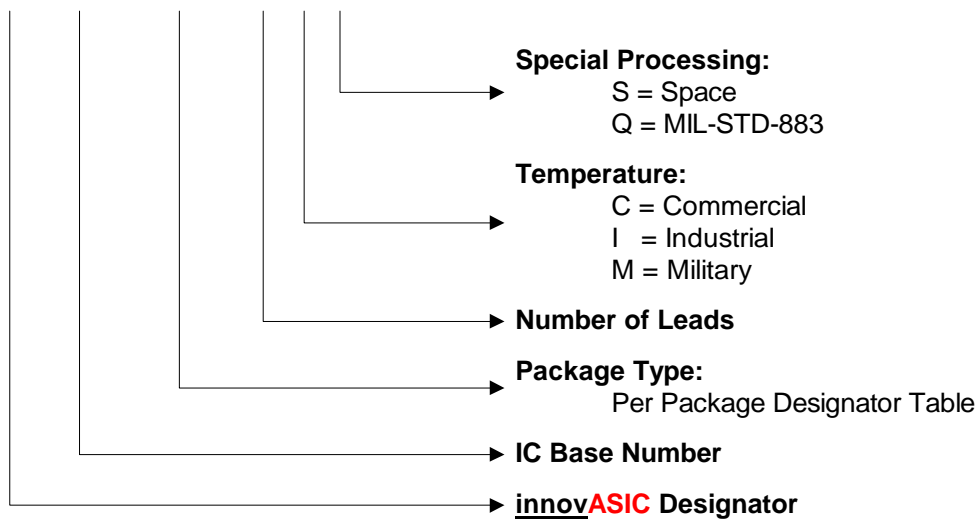 Special Processing:
S = Space
Q = MIL-STD-883
Temperature:
C = Commercial
I = Industrial
M = Military
Number of Leads
Package Type:
Per Package Designator Table
IC Base Number
innovASIC Designator